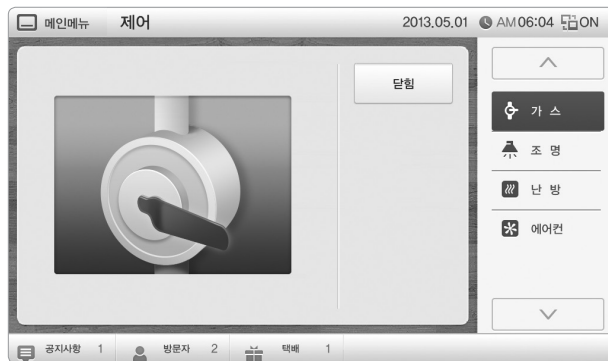 메인메뉴 제어 2013.05.01 AM 06:04 ON
닫힘
가 스
조 명
난 방
에어컨
공지사항 1 방문자 2 택배 1